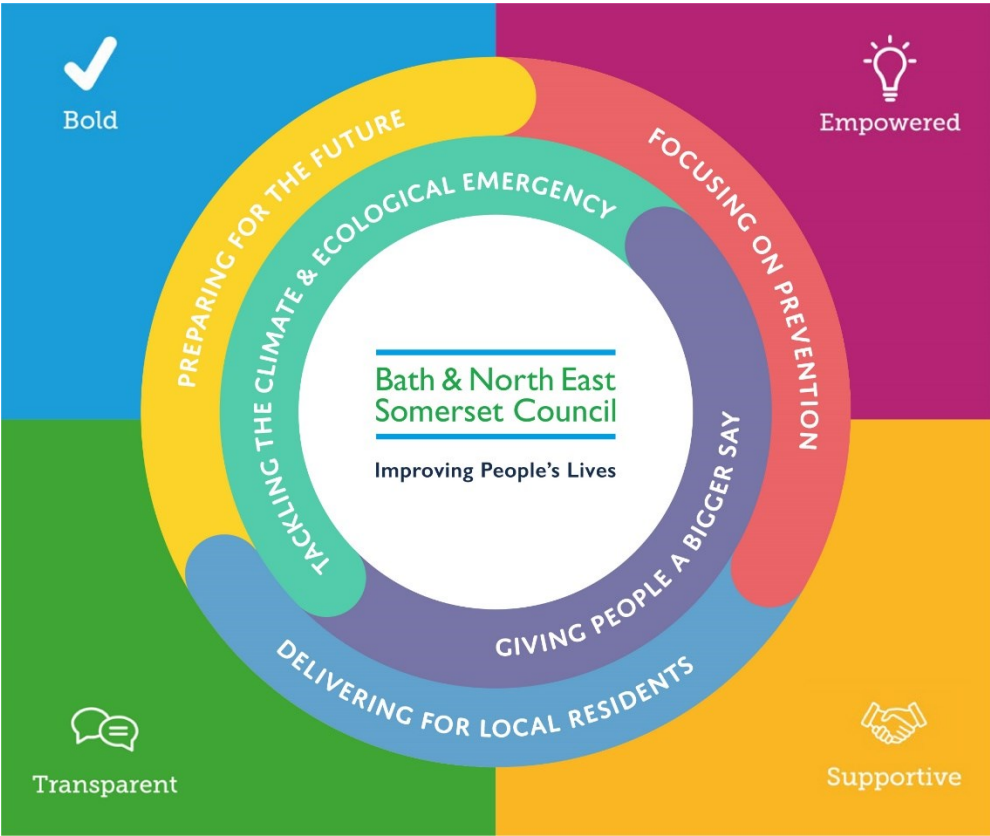 Bold
Empowered
PREPARING FOR THE FUTURE
FOCUSING ON PREVENTION
TACKLING THE CLIMATE & ECOLOGICAL EMERGENCY
Bath & North East
Somerset Council
Improving People's Lives
GIVING PEOPLE A BIGGER SAY
DELIVERING FOR LOCAL RESIDENTS
Transparent
Supportive